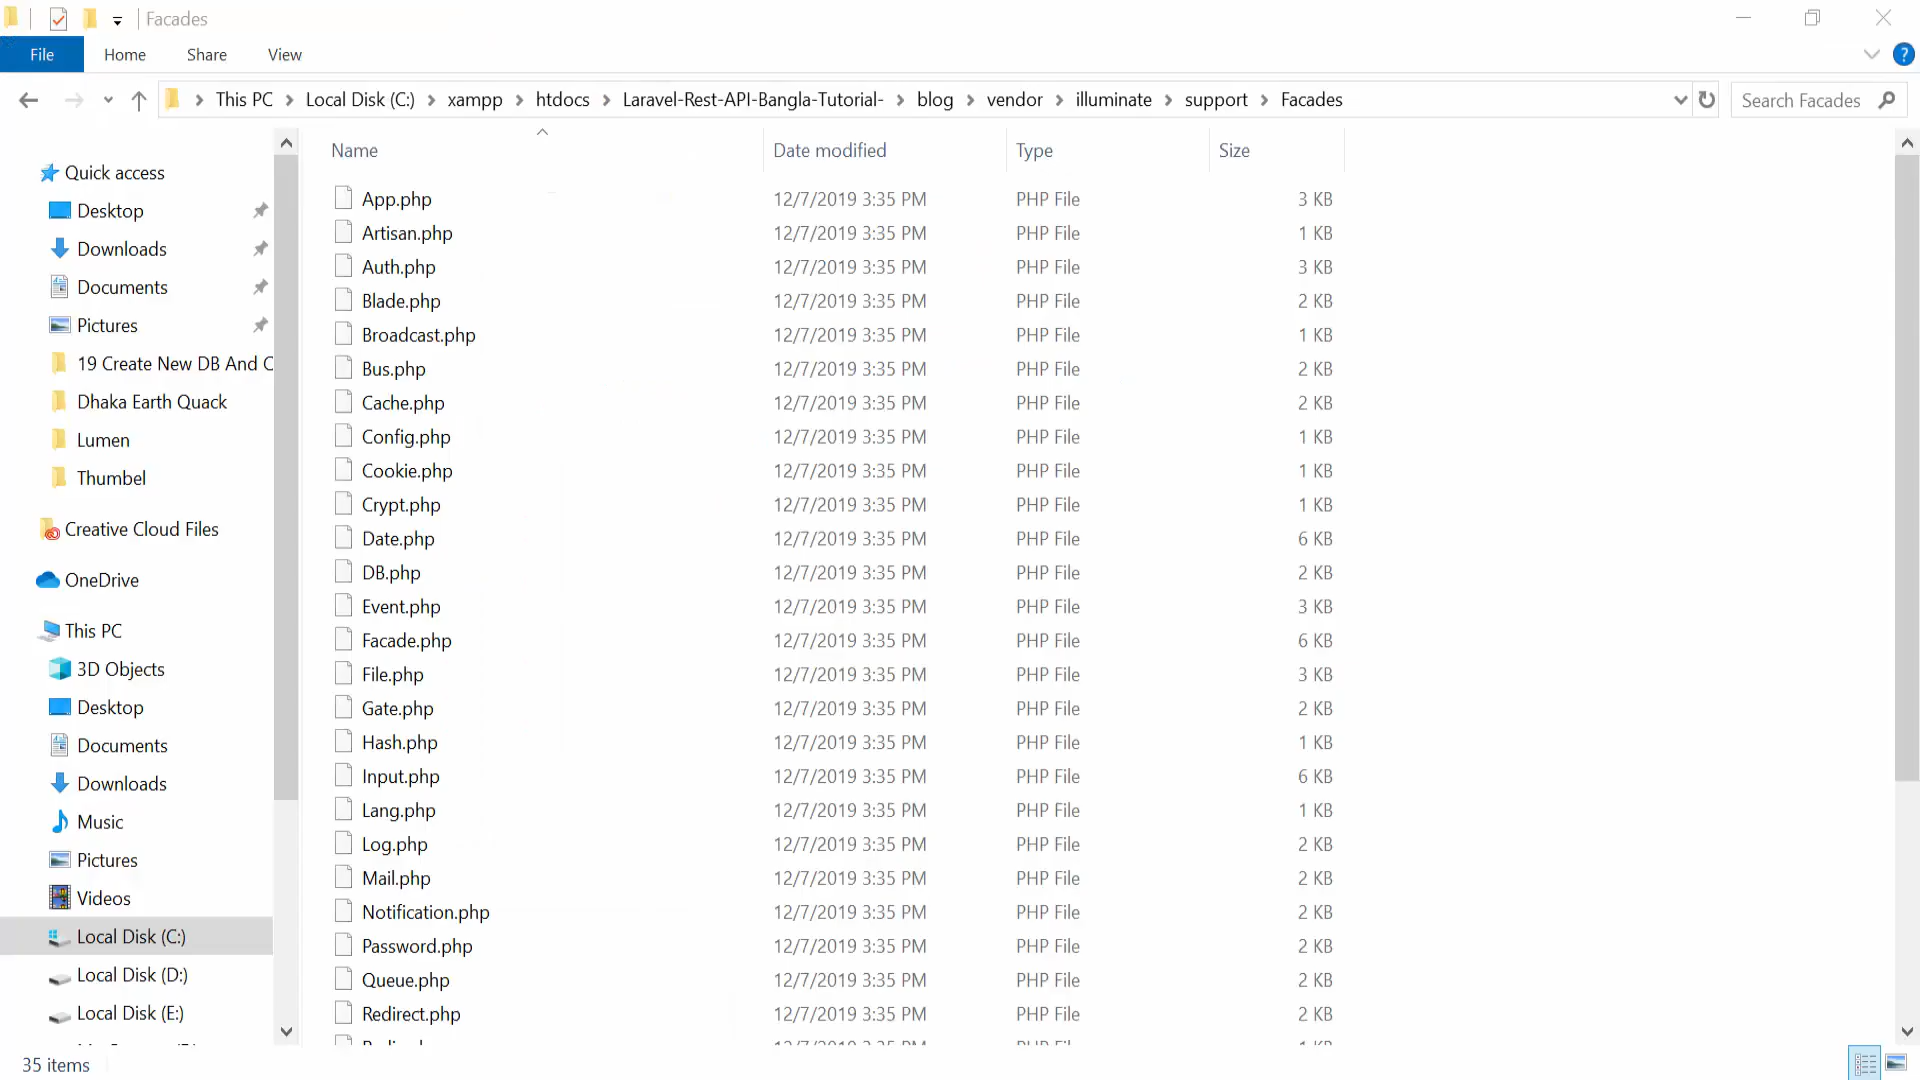 Facades
File Home Share View
This PC Local Disk (C:) xampp htdocs Laravel-Rest-API-Bangla-Tutorial- blog vendor illuminate support Facades
Search Facades
Quick access
Desktop
Downloads
Documents
Pictures
19 Create New DB And C
Dhaka Earth Quack
Lumen
Thumbel
Creative Cloud Files
OneDrive
This PC
3D Objects
Desktop
Documents
Downloads
Music
Pictures
Videos
Local Disk (C:)
Local Disk (D:)
Local Disk (E:)
Name Date modified Type Size
App.php 12/7/2019 3:35 PM PHP File 3 KB
Artisan.php 12/7/2019 3:35 PM PHP File 1 KB
Auth.php 12/7/2019 3:35 PM PHP File 3 KB
Blade.php 12/7/2019 3:35 PM PHP File 2 KB
Broadcast.php 12/7/2019 3:35 PM PHP File 1 KB
Bus.php 12/7/2019 3:35 PM PHP File 2 KB
Cache.php 12/7/2019 3:35 PM PHP File 2 KB
Config.php 12/7/2019 3:35 PM PHP File 1 KB
Cookie.php 12/7/2019 3:35 PM PHP File 1 KB
Crypt.php 12/7/2019 3:35 PM PHP File 1 KB
Date.php 12/7/2019 3:35 PM PHP File 6 KB
DB.php 12/7/2019 3:35 PM PHP File 2 KB
Event.php 12/7/2019 3:35 PM PHP File 3 KB
Facade.php 12/7/2019 3:35 PM PHP File 6 KB
File.php 12/7/2019 3:35 PM PHP File 3 KB
Gate.php 12/7/2019 3:35 PM PHP File 2 KB
Hash.php 12/7/2019 3:35 PM PHP File 1 KB
Input.php 12/7/2019 3:35 PM PHP File 6 KB
Lang.php 12/7/2019 3:35 PM PHP File 1 KB
Log.php 12/7/2019 3:35 PM PHP File 2 KB
Mail.php 12/7/2019 3:35 PM PHP File 2 KB
Notification.php 12/7/2019 3:35 PM PHP File 2 KB
Password.php 12/7/2019 3:35 PM PHP File 2 KB
Queue.php 12/7/2019 3:35 PM PHP File 2 KB
Redirect.php 12/7/2019 3:35 PM PHP File 2 KB
35 items